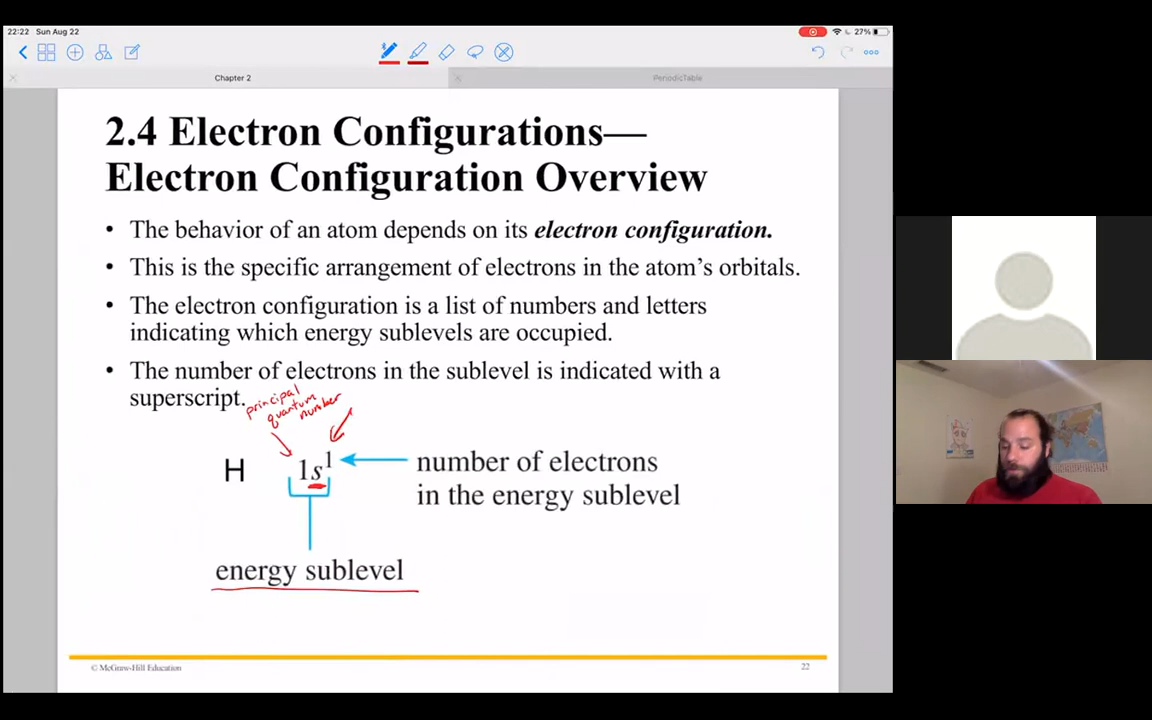 22:22 Sun Aug 22
27%
Chapter 2
PeriodicTable
2.4 Electron Configurations—
Electron Configuration Overview
• The behavior of an atom depends on its electron configuration.
• This is the specific arrangement of electrons in the atom's orbitals.
• The electron configuration is a list of numbers and letters
indicating which energy sublevels are occupied.
• The number of electrons in the sublevel is indicated with a
superscript.
principal
quantum
number
H 1s¹
number of electrons
in the energy sublevel
energy sublevel
© McGraw-Hill Education
22